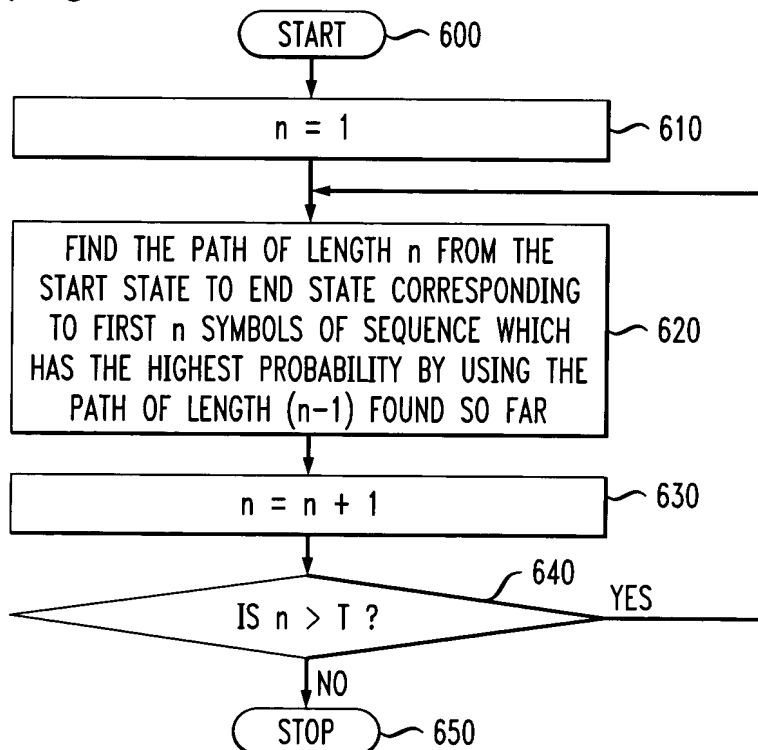 START
600
n = 1
610
FIND THE PATH OF LENGTH n FROM THE
START STATE TO END STATE CORRESPONDING
TO FIRST n SYMBOLS OF SEQUENCE WHICH
HAS THE HIGHEST PROBABILITY BY USING THE
PATH OF LENGTH (n-1) FOUND SO FAR
620
n = n + 1
630
640
IS n > T ?
YES
NO
STOP
650